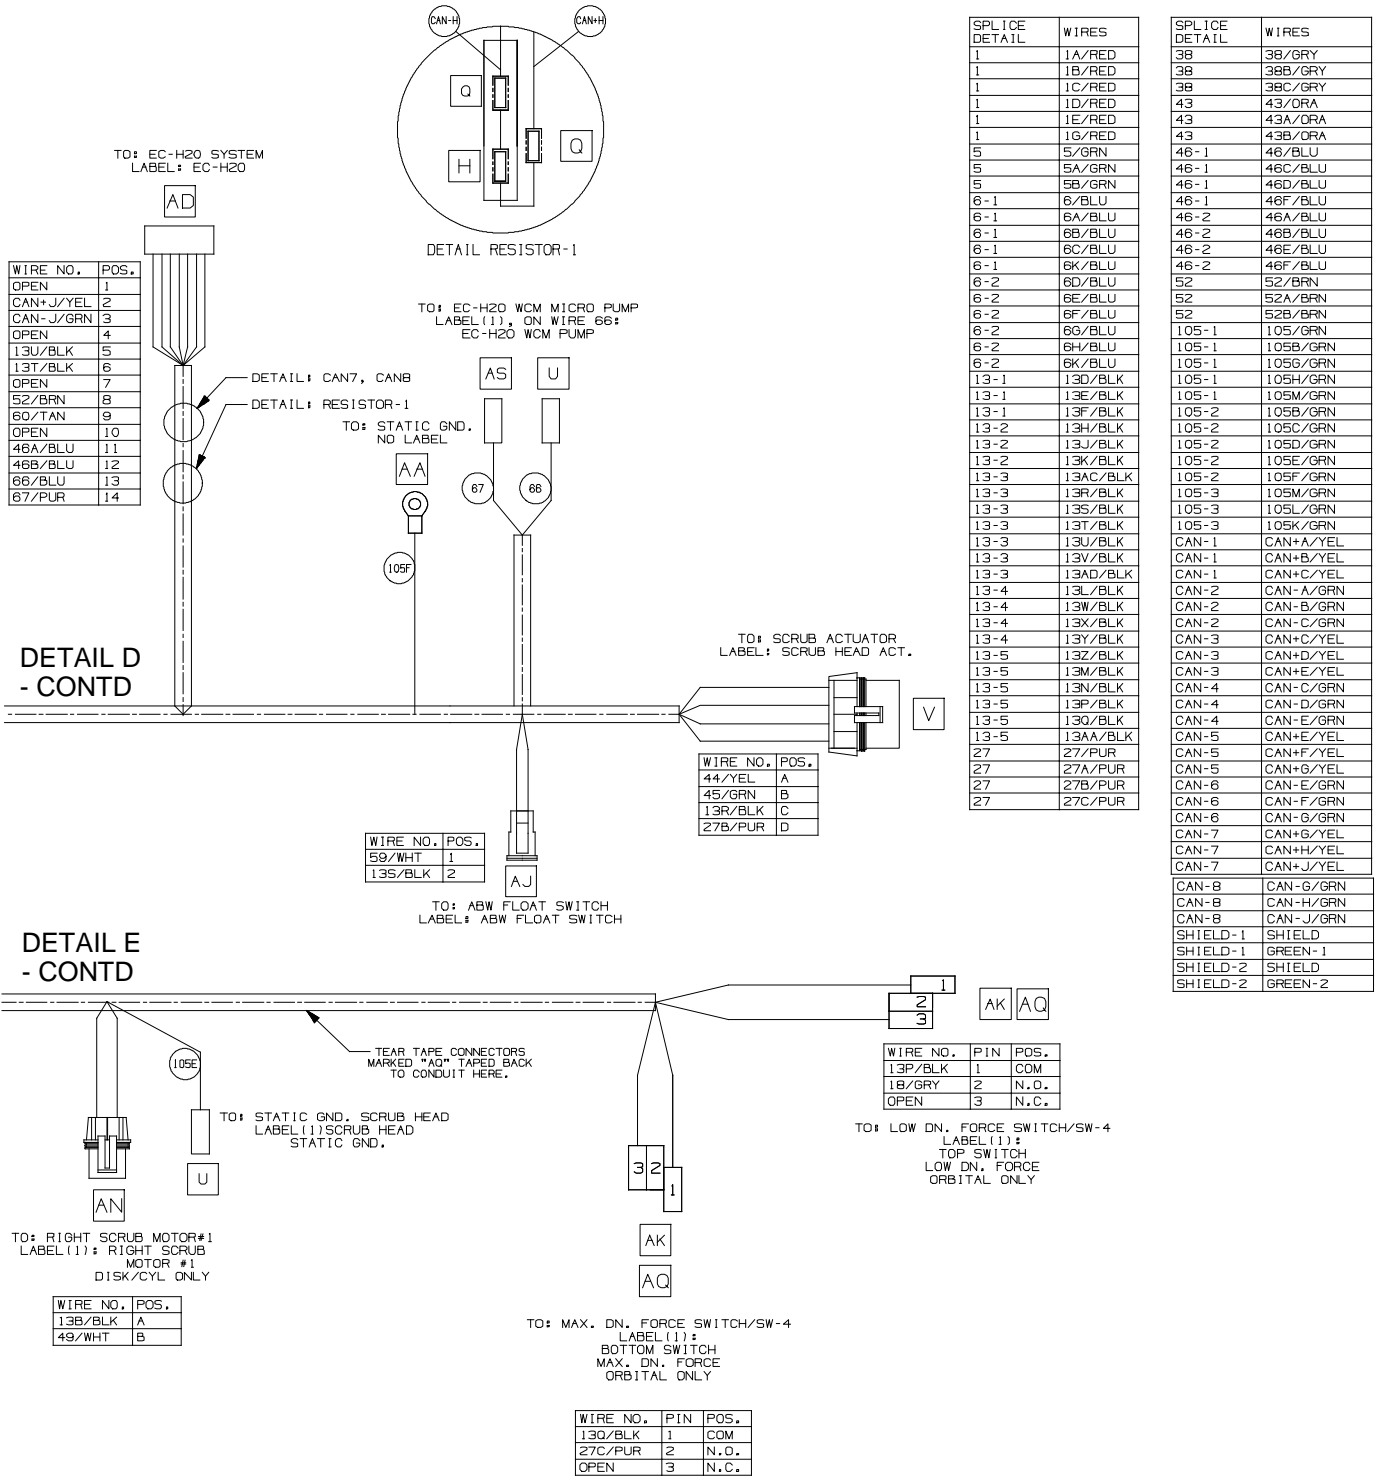 CAN-H
CAN+H
Q
Q
H
DETAIL RESISTOR-1
TO: EC-H2O SYSTEM
LABEL: EC-H2O
AD
WIRE NO. POS.
OPEN 1
CAN+J/YEL 2
CAN-J/GRN 3
OPEN 4
13U/BLK 5
13T/BLK 6
OPEN 7
52/BRN 8
60/TAN 9
OPEN 10
46A/BLU 11
46B/BLU 12
66/BLU 13
67/PUR 14
DETAIL: CAN7, CAN8
DETAIL: RESISTOR-1
TO: EC-H2O WCM MICRO PUMP
LABEL(1), ON WIRE 66:
EC-H2O WCM PUMP
AS
U
TO: STATIC GND.
NO LABEL
AA
67
66
105F
DETAIL D
- CONTD
TO: SCRUB ACTUATOR
LABEL: SCRUB HEAD ACT.
V
WIRE NO. POS.
44/YEL A
45/GRN B
13R/BLK C
27B/PUR D
WIRE NO. POS.
59/WHT 1
13S/BLK 2
AJ
TO: ABW FLOAT SWITCH
LABEL: ABW FLOAT SWITCH
SPLICE DETAIL WIRES
1 1A/RED
1 1B/RED
1 1C/RED
1 1D/RED
1 1E/RED
1 1G/RED
5 5/GRN
5 5A/GRN
5 5B/GRN
6-1 6/BLU
6-1 6A/BLU
6-1 6B/BLU
6-1 6C/BLU
6-1 6K/BLU
6-2 6D/BLU
6-2 6E/BLU
6-2 6F/BLU
6-2 6G/BLU
6-2 6H/BLU
6-2 6K/BLU
13-1 13D/BLK
13-1 13E/BLK
13-1 13F/BLK
13-2 13H/BLK
13-2 13J/BLK
13-2 13K/BLK
13-3 13AC/BLK
13-3 13R/BLK
13-3 13S/BLK
13-3 13T/BLK
13-3 13U/BLK
13-3 13V/BLK
13-3 13AD/BLK
13-4 13L/BLK
13-4 13W/BLK
13-4 13X/BLK
13-4 13Y/BLK
13-5 13Z/BLK
13-5 13M/BLK
13-5 13N/BLK
13-5 13P/BLK
13-5 13Q/BLK
13-5 13AA/BLK
27 27/PUR
27 27A/PUR
27 27B/PUR
27 27C/PUR
SPLICE DETAIL WIRES
38 38/GRY
38 38B/GRY
38 38C/GRY
43 43/ORA
43 43A/ORA
43 43B/ORA
46-1 46/BLU
46-1 46C/BLU
46-1 46D/BLU
46-1 46F/BLU
46-2 46A/BLU
46-2 46B/BLU
46-2 46E/BLU
46-2 46F/BLU
52 52/BRN
52 52A/BRN
52 52B/BRN
105-1 105/GRN
105-1 105B/GRN
105-1 105G/GRN
105-1 105H/GRN
105-1 105M/GRN
105-2 105B/GRN
105-2 105C/GRN
105-2 105D/GRN
105-2 105E/GRN
105-2 105F/GRN
105-3 105M/GRN
105-3 105L/GRN
105-3 105K/GRN
CAN-1 CAN+A/YEL
CAN-1 CAN+B/YEL
CAN-1 CAN+C/YEL
CAN-2 CAN-A/GRN
CAN-2 CAN-B/GRN
CAN-2 CAN-C/GRN
CAN-3 CAN+C/YEL
CAN-3 CAN+D/YEL
CAN-3 CAN+E/YEL
CAN-4 CAN-C/GRN
CAN-4 CAN-D/GRN
CAN-4 CAN-E/GRN
CAN-5 CAN+E/YEL
CAN-5 CAN+F/YEL
CAN-5 CAN+G/YEL
CAN-6 CAN-E/GRN
CAN-6 CAN-F/GRN
CAN-6 CAN-G/GRN
CAN-7 CAN+G/YEL
CAN-7 CAN+H/YEL
CAN-7 CAN+J/YEL
CAN-8 CAN-G/GRN
CAN-8 CAN-H/GRN
CAN-8 CAN-J/GRN
SHIELD-1 SHIELD
SHIELD-1 GREEN-1
SHIELD-2 SHIELD
SHIELD-2 GREEN-2
DETAIL E
- CONTD
105E
TEAR TAPE CONNECTORS
MARKED "AQ" TAPED BACK
TO CONDUIT HERE.
TO: STATIC GND. SCRUB HEAD
LABEL(1)SCRUB HEAD
STATIC GND.
U
AN
TO: RIGHT SCRUB MOTOR#1
LABEL(1): RIGHT SCRUB
MOTOR #1
DISK/CYL ONLY
WIRE NO. POS.
13B/BLK A
49/WHT B
1
2
3
AK AQ
WIRE NO. PIN POS.
13P/BLK 1 COM
18/GRY 2 N.O.
OPEN 3 N.C.
TO: LOW DN. FORCE SWITCH/SW-4
LABEL(1):
TOP SWITCH
LOW DN. FORCE
ORBITAL ONLY
3 2
1
AK
AQ
TO: MAX. DN. FORCE SWITCH/SW-4
LABEL(1):
BOTTOM SWITCH
MAX. DN. FORCE
ORBITAL ONLY
WIRE NO. PIN POS.
13Q/BLK 1 COM
27C/PUR 2 N.O.
OPEN 3 N.C.